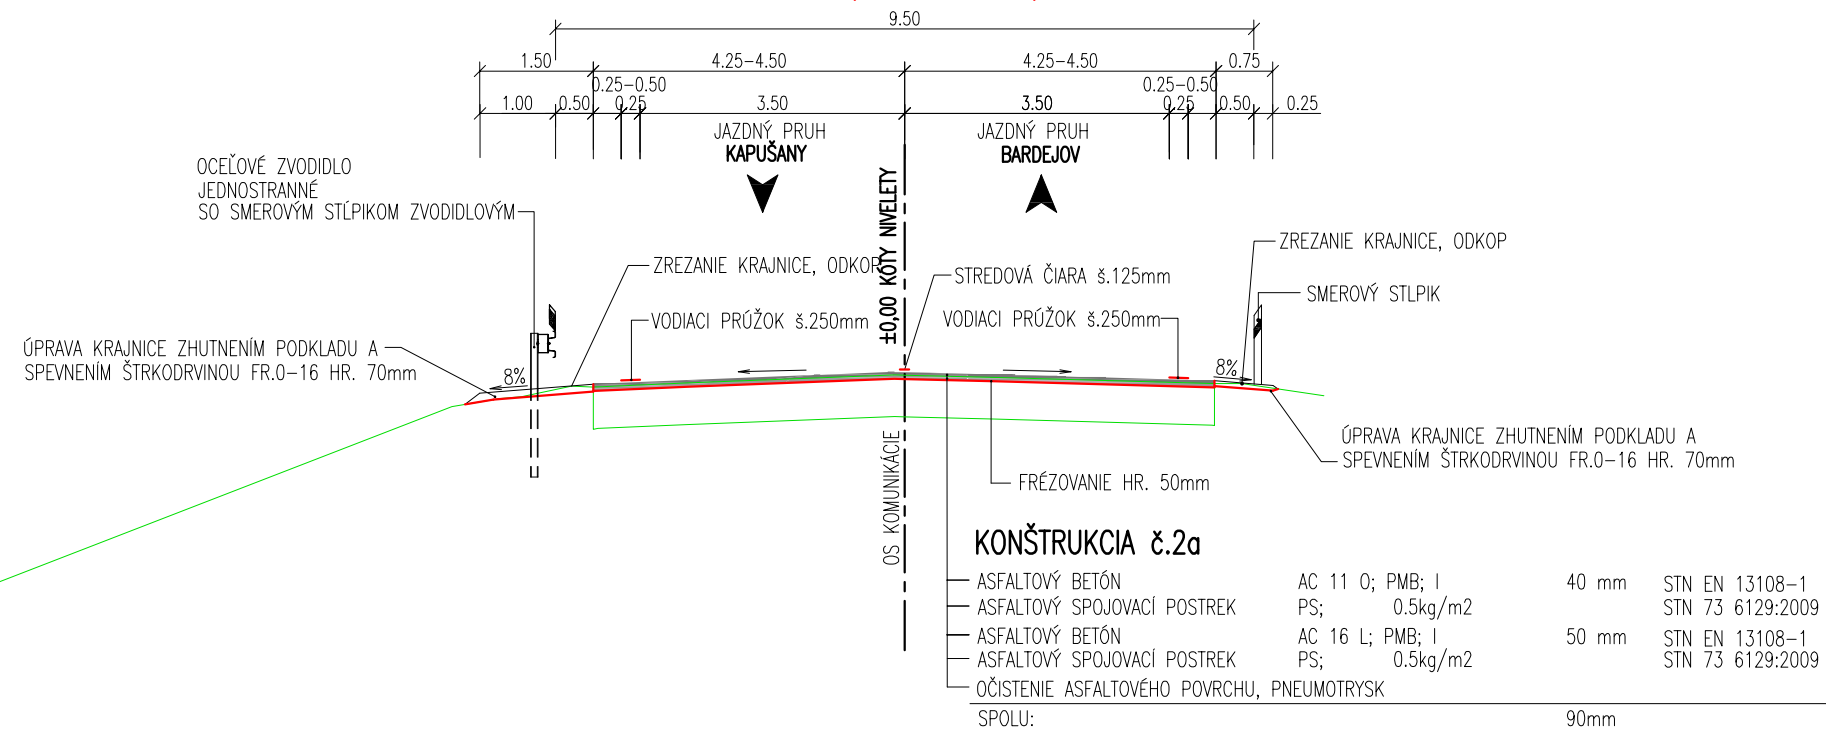 9.50
1.50 4.25-4.50 4.25-4.50 0.75
0.25-0.50 0.25-0.50
1.00 0.50 0.25 3.50 3.50 0.25 0.50 0.25
JAZDNÝ PRUH
KAPUŠANY
JAZDNÝ PRUH
BARDEJOV
OCEĽOVÉ ZVODIDLO
JEDNOSTRANNÉ
SO SMEROVÝM STĹPIKOM ZVODIDLOVÝM
±0,00 KÓTY NIVELETY
ZREZANIE KRAJNICE, ODKOP
ZREZANIE KRAJNICE, ODKOP
STREDOVÁ ČIARA š.125mm
SMEROVÝ STLPIK
VODIACI PRÚŽOK š.250mm
VODIACI PRÚŽOK š.250mm
ÚPRAVA KRAJNICE ZHUTNENÍM PODKLADU A
SPEVNENÍM ŠTRKODRVINOU FR.0-16 HR. 70mm
8%
8%
ÚPRAVA KRAJNICE ZHUTNENÍM PODKLADU A
SPEVNENÍM ŠTRKODRVINOU FR.0-16 HR. 70mm
FRÉZOVANIE HR. 50mm
OS KOMUNIKÁCIE
KONŠTRUKCIA č.2a
ASFALTOVÝ BETÓN AC 11 O; PMB; I 40 mm STN EN 13108-1
ASFALTOVÝ SPOJOVACÍ POSTREK PS; 0.5kg/m2 STN 73 6129:2009
ASFALTOVÝ BETÓN AC 16 L; PMB; I 50 mm STN EN 13108-1
ASFALTOVÝ SPOJOVACÍ POSTREK PS; 0.5kg/m2 STN 73 6129:2009
OČISTENIE ASFALTOVÉHO POVRCHU, PNEUMOTRYSK
SPOLU: 90mm